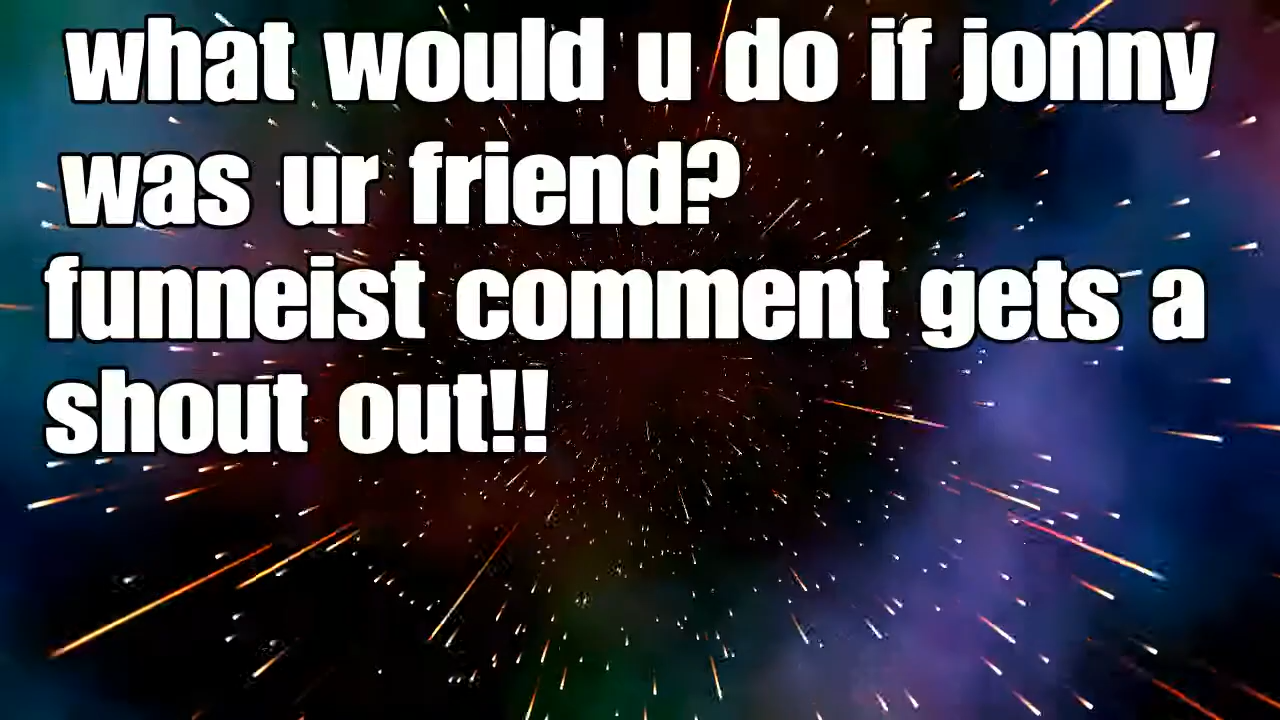 what would u do if jonny
was ur friend?
funneist comment gets a
shout out!!